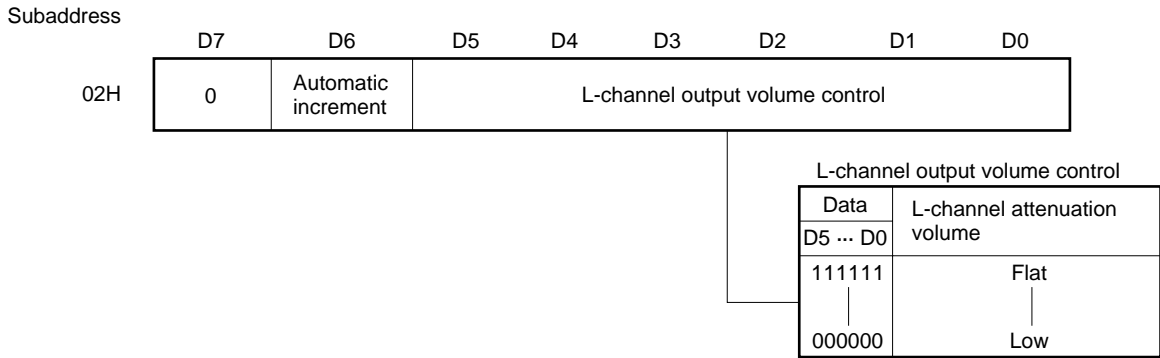 Subaddress
D7 D6 D5 D4 D3 D2 D1 D0
02H 0 Automatic increment L-channel output volume control
L-channel output volume control
Data L-channel attenuation volume
D5 ··· D0
111111 Flat
000000 Low